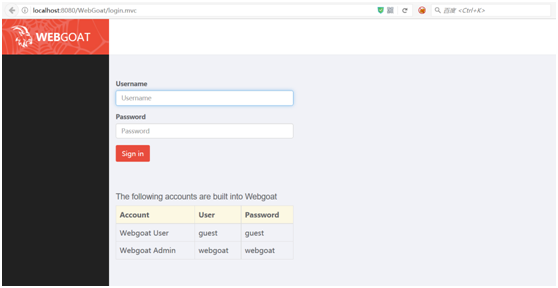 localhost:8080/WebGoat/login.mvc
百度 <Ctrl+K>
WEBGOAT
Username
Username
Password
Password
Sign in
The following accounts are built into Webgoat
Account User Password
Webgoat User guest guest
Webgoat Admin webgoat webgoat